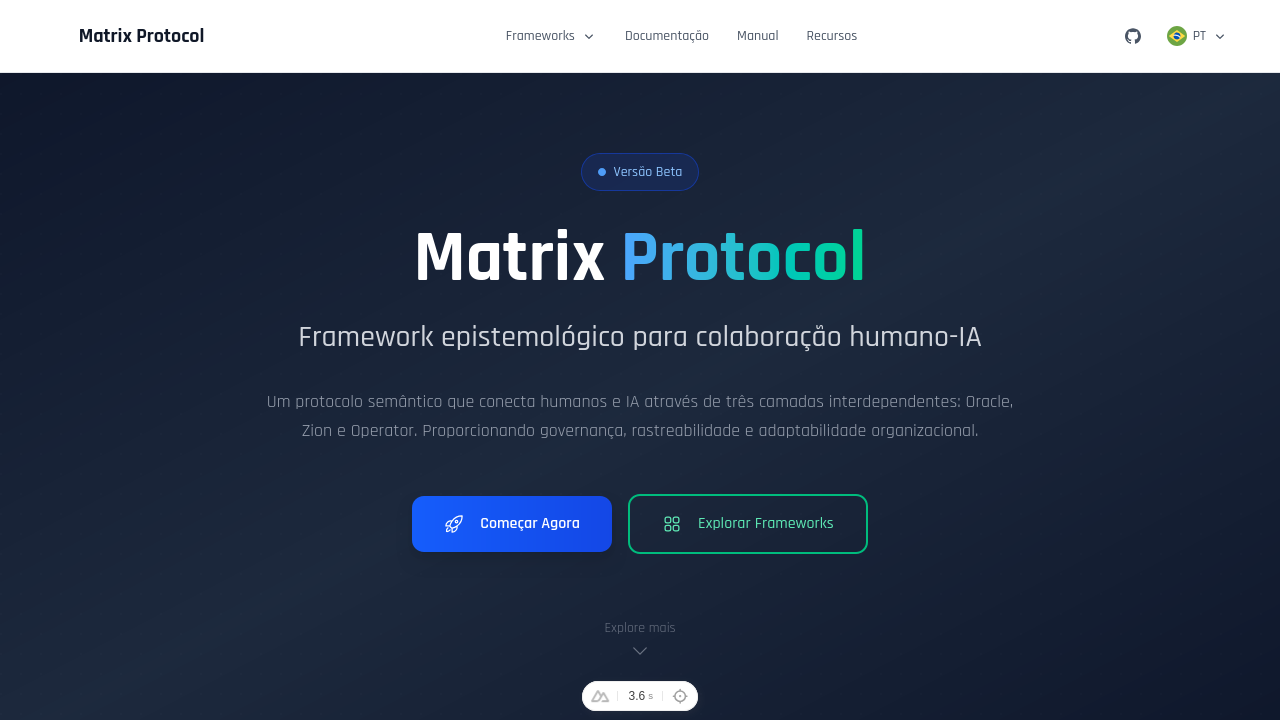 Matrix Protocol
Frameworks
Documentação
Manual
Recursos
PT
Versão Beta
Matrix Protocol
Framework epistemológico para colaboração humano-IA
Um protocolo semântico que conecta humanos e IA através de três camadas interdependentes: Oracle,
Zion e Operator. Proporcionando governança, rastreabilidade e adaptabilidade organizacional.
Começar Agora
Explorar Frameworks
Explore mais
3.6 s